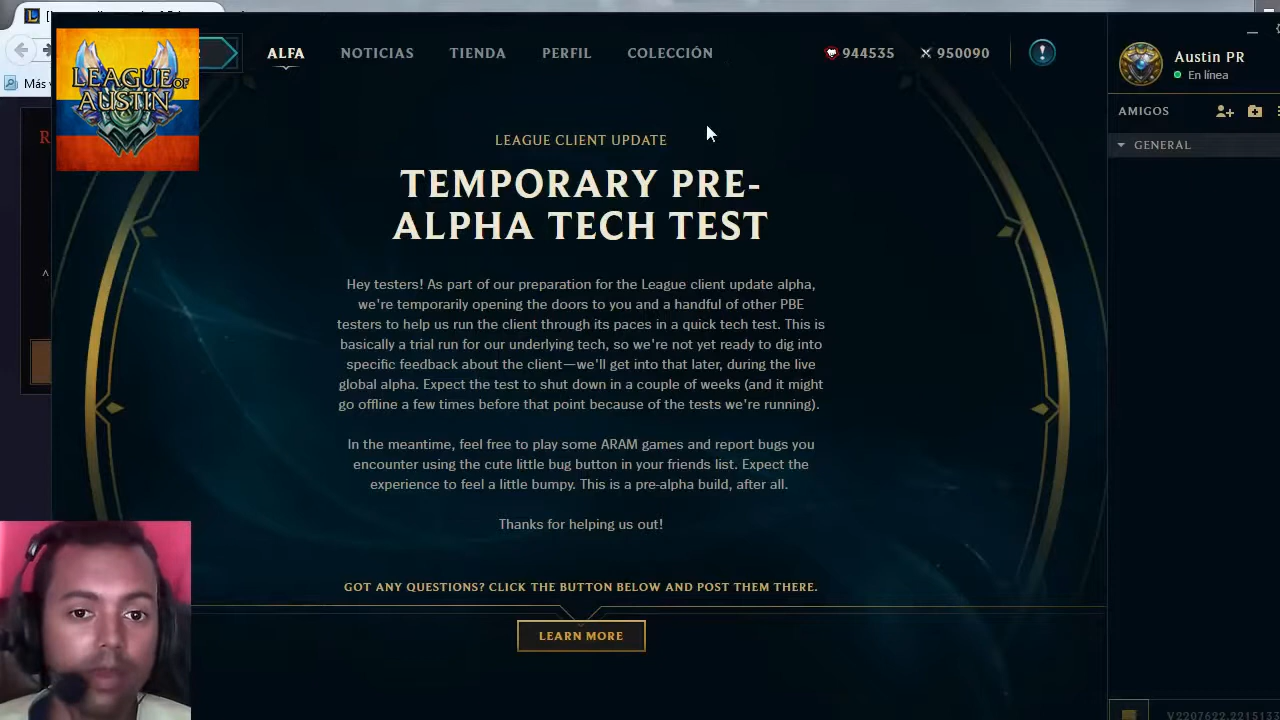 Más v
LEAGUE OF
AUSTIN
R
ALFA
NOTICIAS
TIENDA
PERFIL
COLECCIÓN
944535
950090
Austin PR
En línea
AMIGOS
GENERAL
LEAGUE CLIENT UPDATE
TEMPORARY PRE-
ALPHA TECH TEST
Hey testers! As part of our preparation for the League client update alpha,
we're temporarily opening the doors to you and a handful of other PBE
testers to help us run the client through its paces in a quick tech test. This is
basically a trial run for our underlying tech, so we're not yet ready to dig into
specific feedback about the client—we'll get into that later, during the live
global alpha. Expect the test to shut down in a couple of weeks (and it might
go offline a few times before that point because of the tests we're running).
In the meantime, feel free to play some ARAM games and report bugs you
encounter using the cute little bug button in your friends list. Expect the
experience to feel a little bumpy. This is a pre-alpha build, after all.
Thanks for helping us out!
GOT ANY QUESTIONS? CLICK THE BUTTON BELOW AND POST THEM THERE.
LEARN MORE